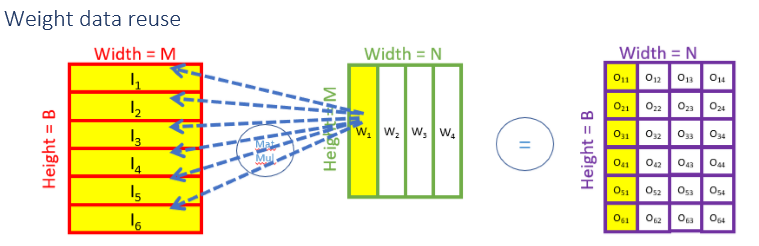 Weight data reuse
Width = M
Width = N
Width = N
Height = B
I1
I2
I3
I4
I5
I6
Mat
Mul
Height = M
W1 W2 W3 W4
=
Height = B
O11 O12 O13 O14
O21 O22 O23 O24
O31 O32 O33 O34
O41 O42 O43 O44
O51 O52 O53 O54
O61 O62 O63 O64